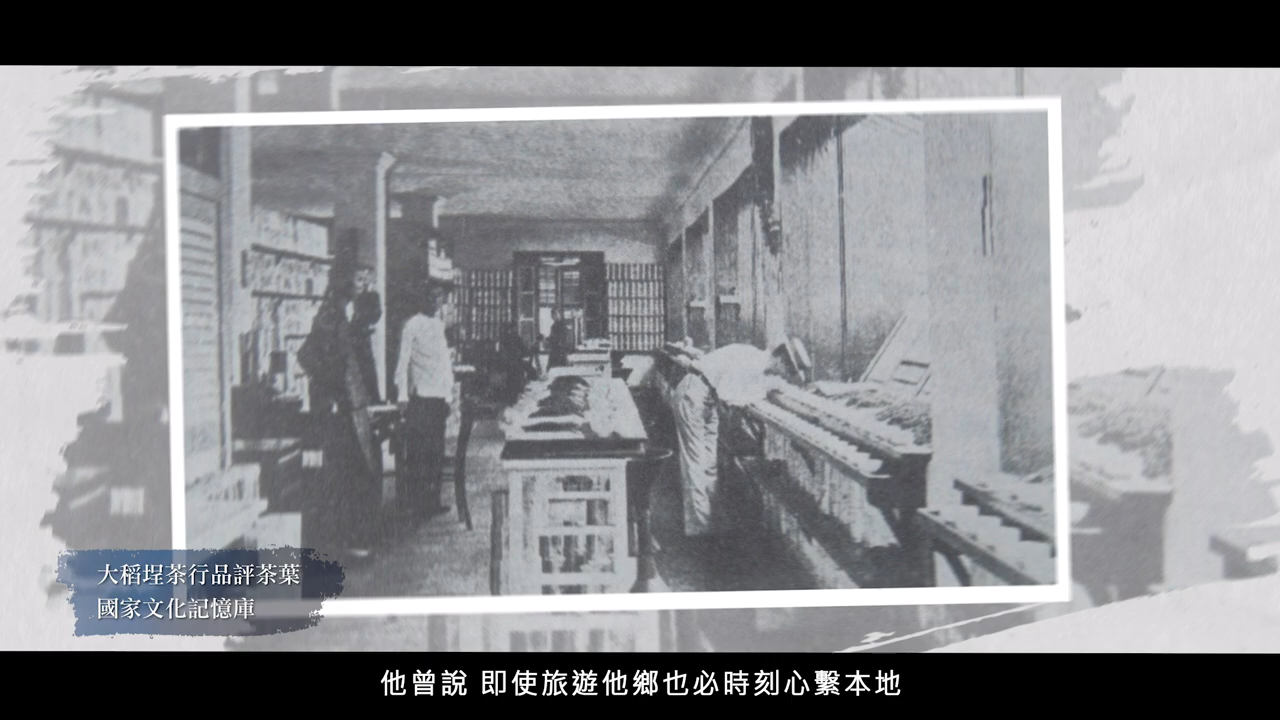 大稻埕茶行品評茶葉
國家文化記憶庫
他曾說 即使旅遊他鄉也必時刻心繫本地